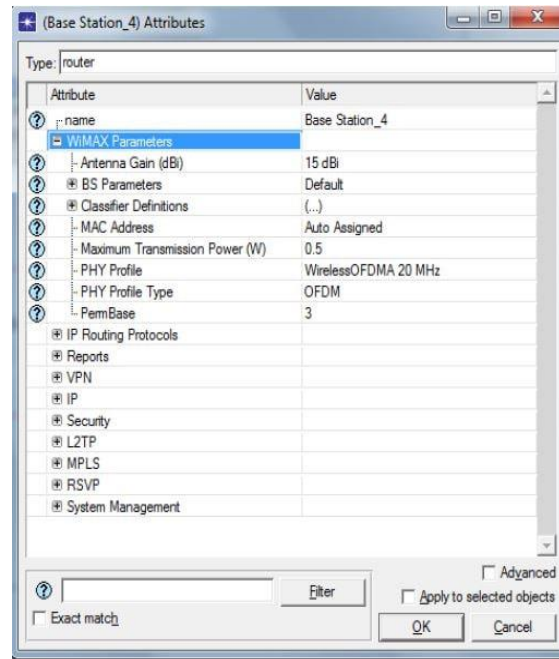 (Base Station_4) Attributes
Type: router
Attribute Value
name Base Station_4
WiMAX Parameters
Antenna Gain (dBi) 15 dBi
BS Parameters Default
Classifier Definitions (...)
MAC Address Auto Assigned
Maximum Transmission Power (W) 0.5
PHY Profile WirelessOFDMA 20 MHz
PHY Profile Type OFDM
PermBase 3
IP Routing Protocols
Reports
VPN
IP
Security
L2TP
MPLS
RSVP
System Management
Advanced
Filter
Apply to selected objects
Exact match
OK Cancel